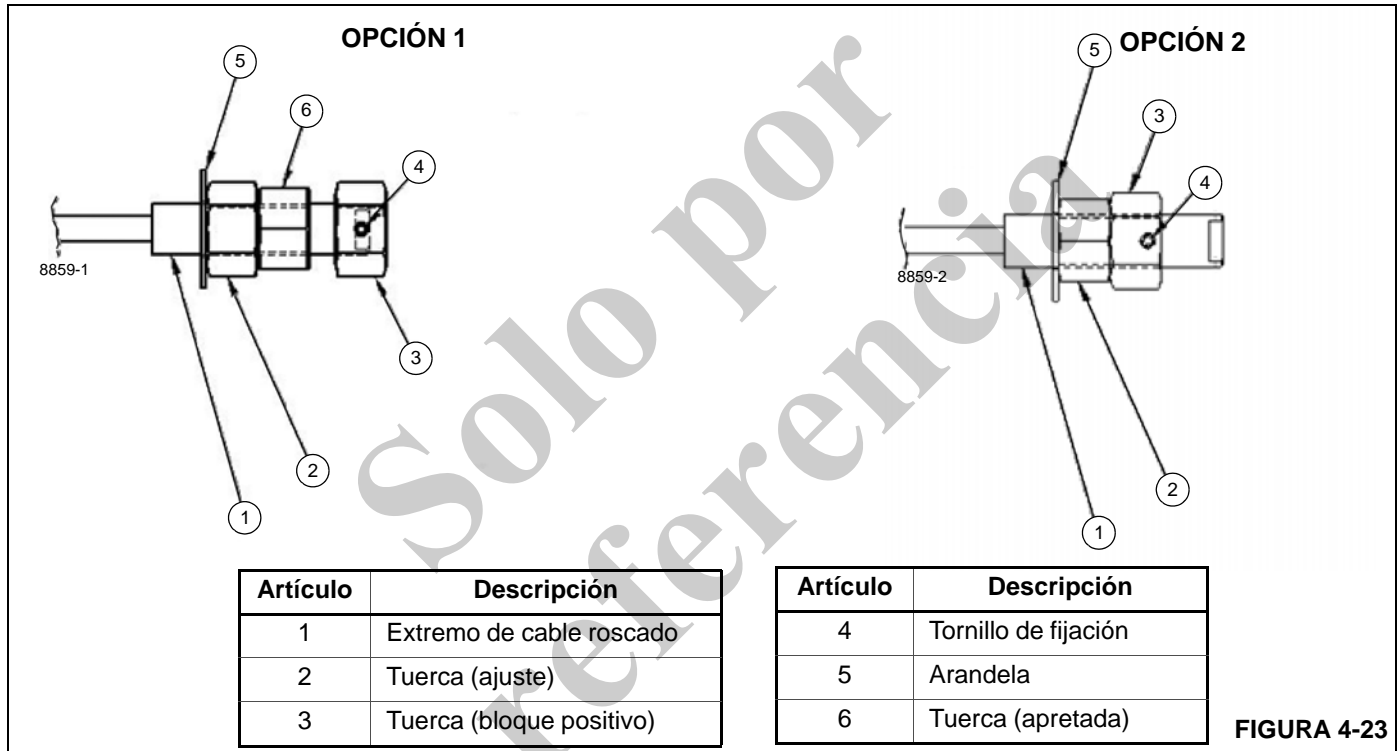 OPCIÓN 1
5
6
4
8859-1
3
2
1
OPCIÓN 2
5
3
4
8859-2
2
1
Artículo Descripción
1 Extremo de cable roscado
2 Tuerca (ajuste)
3 Tuerca (bloque positivo)
Artículo Descripción
4 Tornillo de fijación
5 Arandela
6 Tuerca (apretada)
FIGURA 4-23
Solo por
referencia